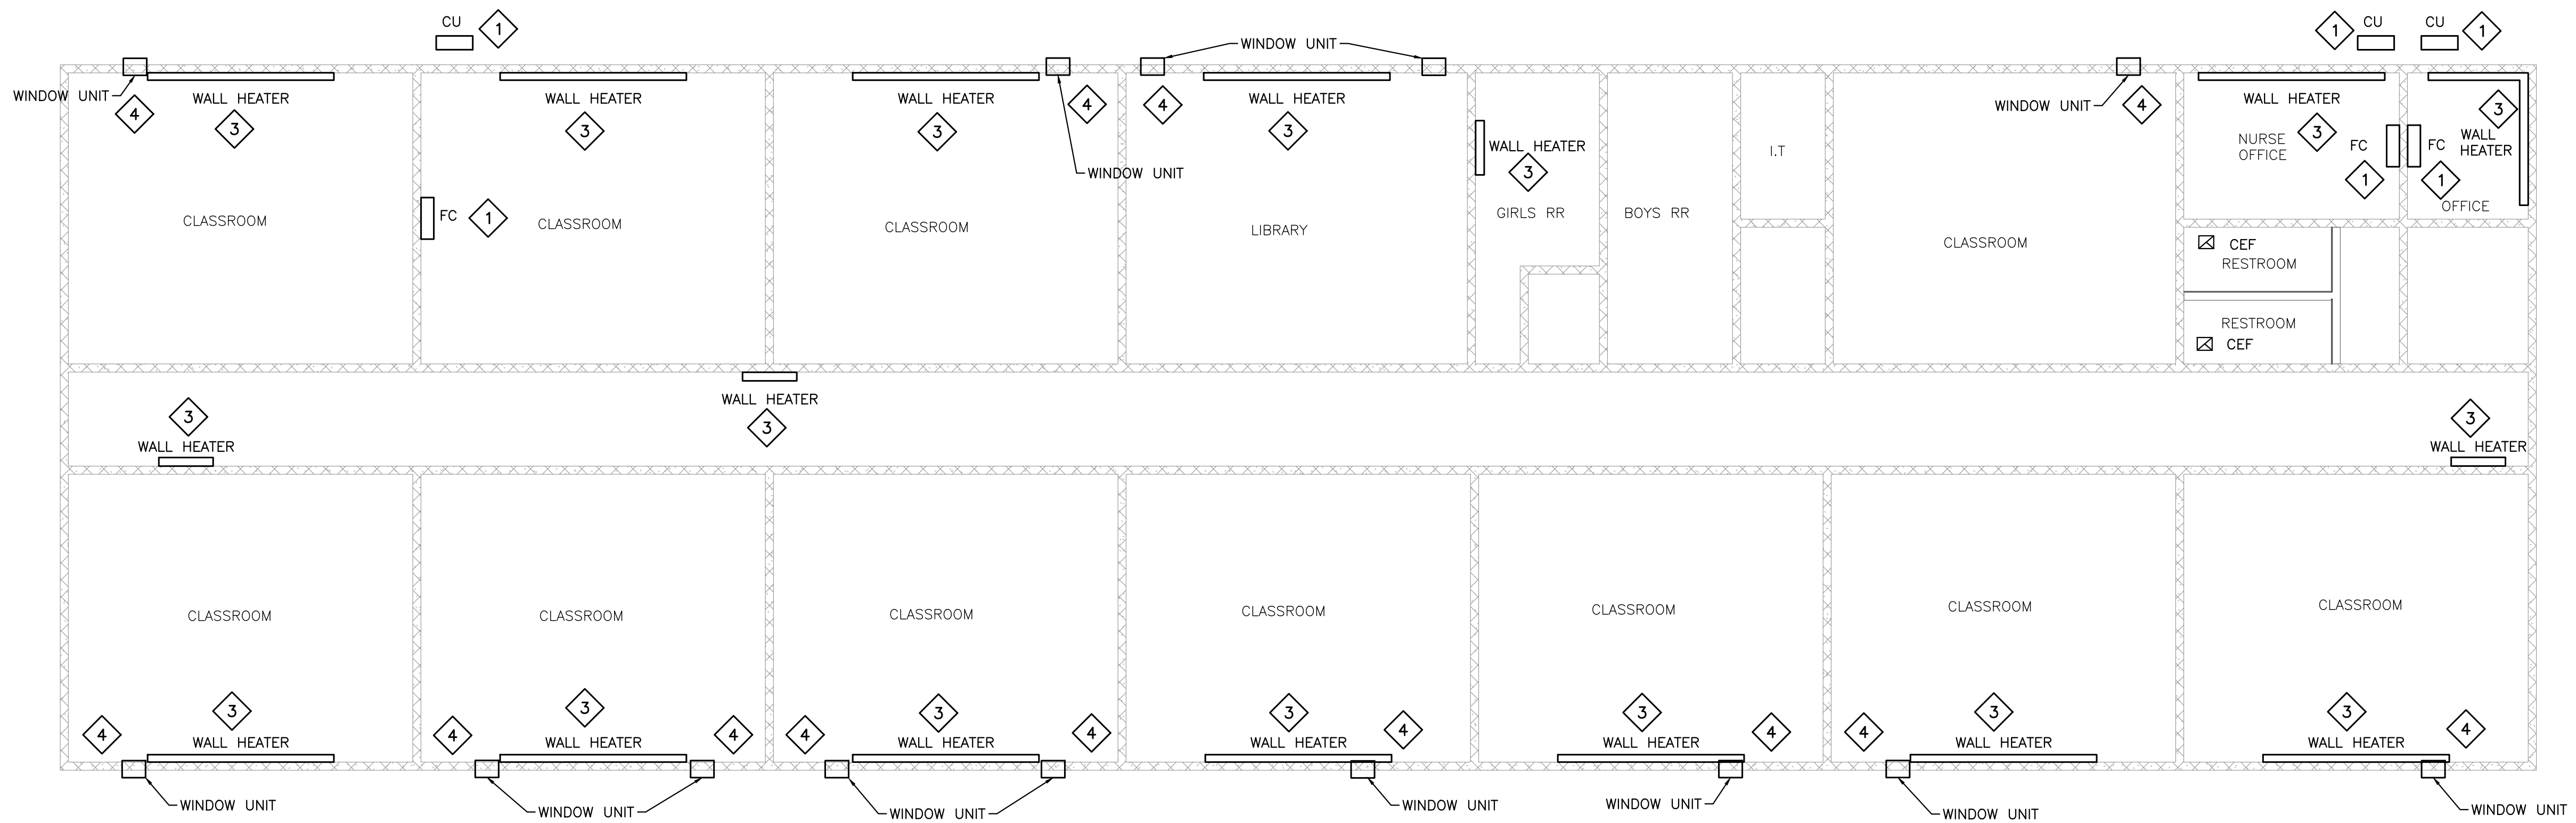 CU
1
1
CU
CU
1
WINDOW UNIT
WINDOW UNIT
4
WALL HEATER
3
WALL HEATER
3
WALL HEATER
3
4
WINDOW UNIT
4
WALL HEATER
3
WALL HEATER
3
WINDOW UNIT
4
WALL HEATER
3
NURSE
OFFICE
FC
1
FC
1
3
WALL
HEATER
OFFICE
CLASSROOM
FC
1
CLASSROOM
CLASSROOM
LIBRARY
GIRLS RR
BOYS RR
I.T
CLASSROOM
CEF
RESTROOM
RESTROOM
CEF
3
WALL HEATER
WALL HEATER
3
3
WALL HEATER
CLASSROOM
CLASSROOM
CLASSROOM
CLASSROOM
CLASSROOM
CLASSROOM
CLASSROOM
4
3
WALL HEATER
4
3
WALL HEATER
4
4
3
WALL HEATER
4
3
WALL HEATER
4
3
WALL HEATER
4
4
3
WALL HEATER
3
WALL HEATER
4
WINDOW UNIT
WINDOW UNIT
WINDOW UNIT
WINDOW UNIT
WINDOW UNIT
WINDOW UNIT
WINDOW UNIT